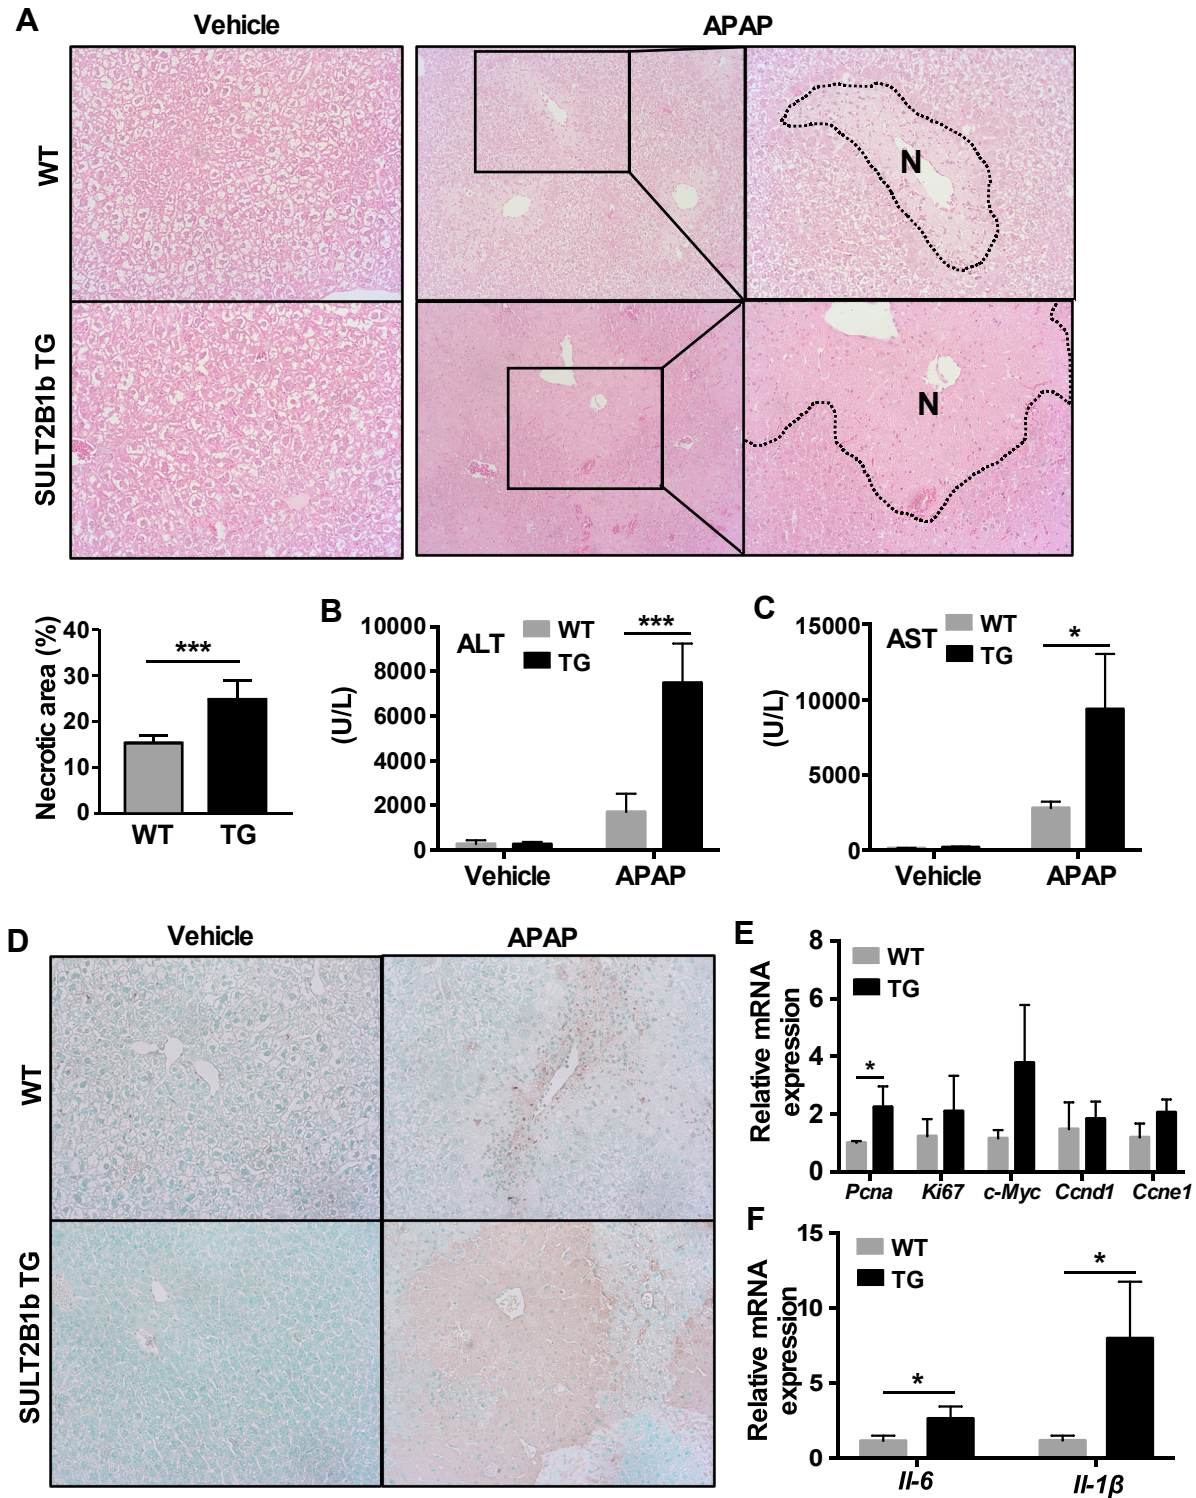 A
Vehicle
APAP
WT
N
SULT2B1b TG
N
Necrotic area (%)
40
30
20
10
0
***
WT
TG
B
ALT
WT
TG
***
(U/L)
10000
8000
6000
4000
2000
0
Vehicle
APAP
C
AST
WT
TG
*
(U/L)
15000
10000
5000
0
Vehicle
APAP
D
Vehicle
APAP
WT
SULT2B1b TG
E
WT
TG
*
Relative mRNA
expression
8
6
4
2
0
Pcna
Ki67
c-Myc
Ccnd1
Ccne1
F
WT
TG
*
*
Relative mRNA
expression
15
10
5
0
Il-6
Il-1β